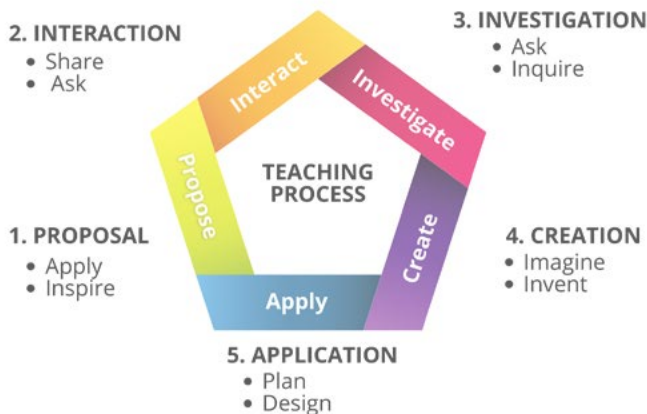 2. INTERACTION
• Share
• Ask
3. INVESTIGATION
• Ask
• Inquire
Interact
Investigate
Propose
TEACHING
PROCESS
Create
Apply
1. PROPOSAL
• Apply
• Inspire
4. CREATION
• Imagine
• Invent
5. APPLICATION
• Plan
• Design